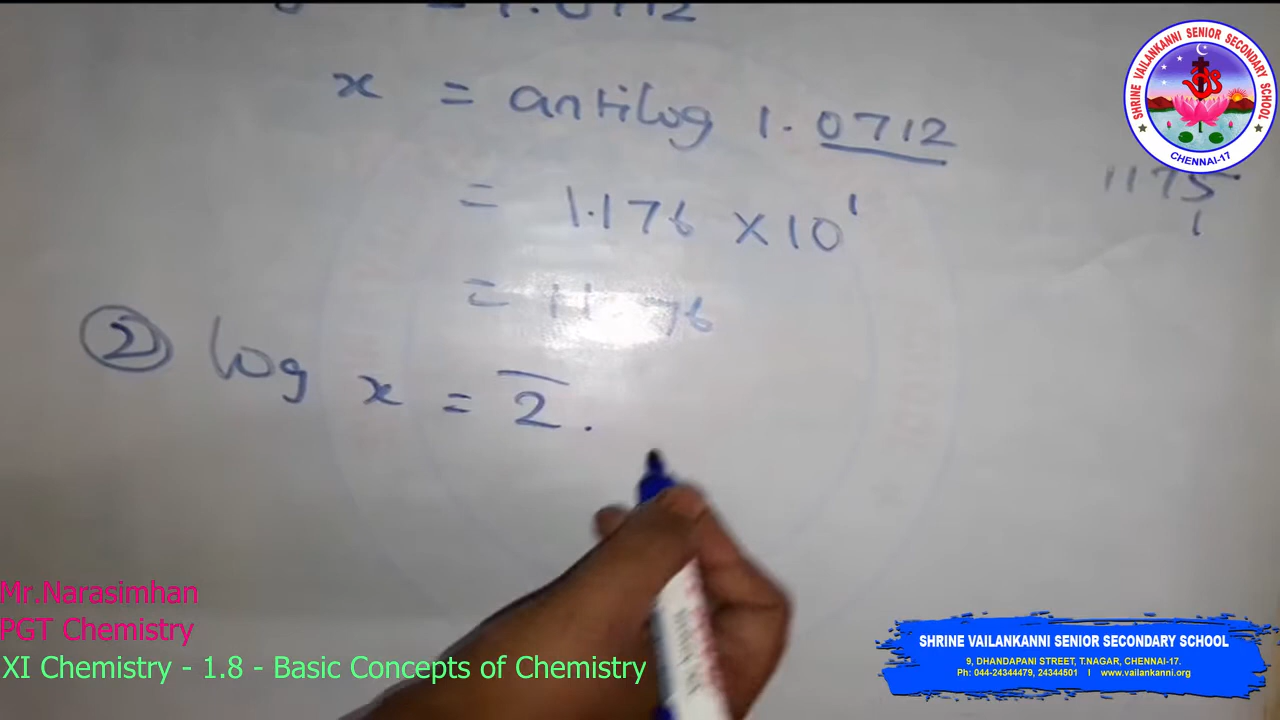 = 1.0712
x = antilog 1.0712
1175
1
= 1.176 × 10¹
= 11.76
② log x = 2̅.
SHRINE VAILANKANNI SENIOR SECONDARY SCHOOL
CHENNAI-17
Mr.Narasimhan
PGT Chemistry
XI Chemistry - 1.8 - Basic Concepts of Chemistry
SHRINE VAILANKANNI SENIOR SECONDARY SCHOOL
9, DHANDAPANI STREET, T.NAGAR, CHENNAI-17.
Ph: 044-24344479, 24344501 I www.vailankanni.org